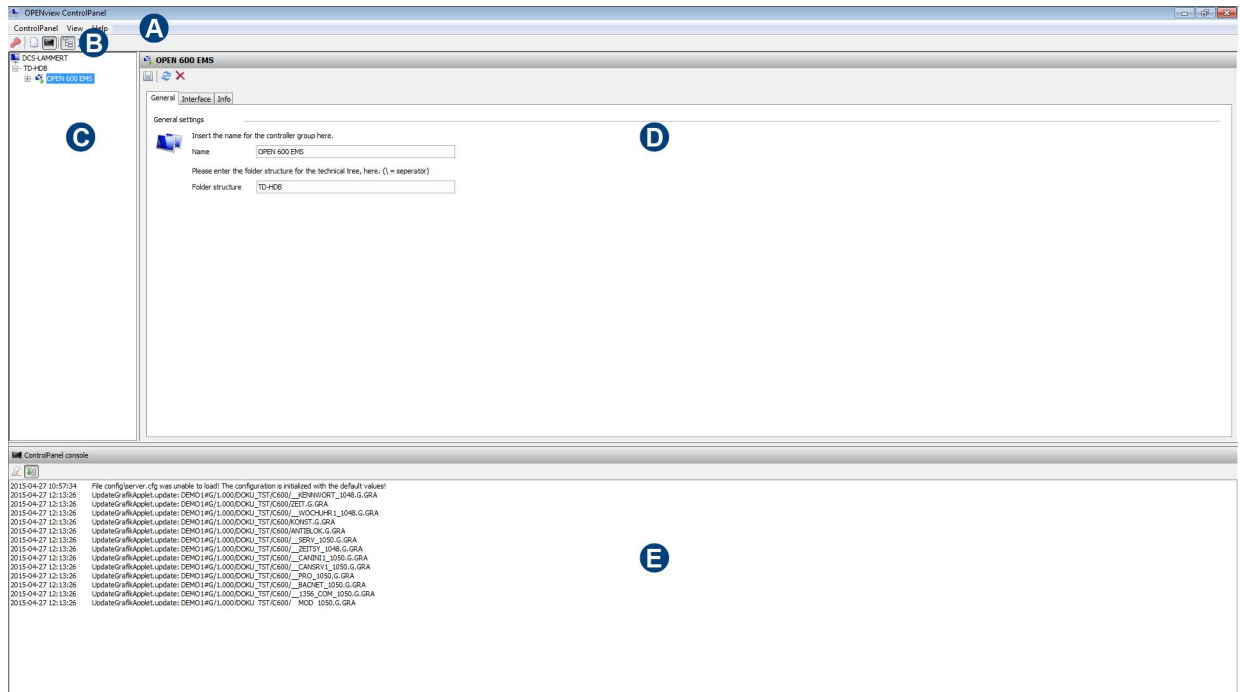 OPENview ControlPanel
ControlPanel View Help
A
B
DCS-LAMMERT
TD-HDB
OPEN 600 EMS
C
OPEN 600 EMS
General Interface Info
General settings
Insert the name for the controller group here.
Name OPEN 600 EMS
Please enter the folder structure for the technical tree, here. (\ = seperator)
Folder structure TD-HDB
D
ControlPanel console
2015-04-27 10:57:34 File config\server.cfg was unable to load! The configuration is initialized with the default values!
2015-04-27 12:13:26 UpdateGrafikApplet.update: DEMO1#G/1.000/DOKU_TST/C600/__KENNWORT_1048.G.GRA
2015-04-27 12:13:26 UpdateGrafikApplet.update: DEMO1#G/1.000/DOKU_TST/C600/ZEIT.G.GRA
2015-04-27 12:13:26 UpdateGrafikApplet.update: DEMO1#G/1.000/DOKU_TST/C600/__WOCHUHR1_1048.G.GRA
2015-04-27 12:13:26 UpdateGrafikApplet.update: DEMO1#G/1.000/DOKU_TST/C600/KONST.G.GRA
2015-04-27 12:13:26 UpdateGrafikApplet.update: DEMO1#G/1.000/DOKU_TST/C600/ANTIBLOK.G.GRA
2015-04-27 12:13:26 UpdateGrafikApplet.update: DEMO1#G/1.000/DOKU_TST/C600/__SERV_1050.G.GRA
2015-04-27 12:13:26 UpdateGrafikApplet.update: DEMO1#G/1.000/DOKU_TST/C600/__ZEITSY_1048.G.GRA
2015-04-27 12:13:26 UpdateGrafikApplet.update: DEMO1#G/1.000/DOKU_TST/C600/__CANINI1_1050.G.GRA
2015-04-27 12:13:26 UpdateGrafikApplet.update: DEMO1#G/1.000/DOKU_TST/C600/__CANSRV1_1050.G.GRA
2015-04-27 12:13:26 UpdateGrafikApplet.update: DEMO1#G/1.000/DOKU_TST/C600/__PRO_1050.G.GRA
2015-04-27 12:13:26 UpdateGrafikApplet.update: DEMO1#G/1.000/DOKU_TST/C600/__BACNET_1050.G.GRA
2015-04-27 12:13:26 UpdateGrafikApplet.update: DEMO1#G/1.000/DOKU_TST/C600/__1356_COM_1050.G.GRA
2015-04-27 12:13:26 UpdateGrafikApplet.update: DEMO1#G/1.000/DOKU_TST/C600/__MOD_1050.G.GRA
E